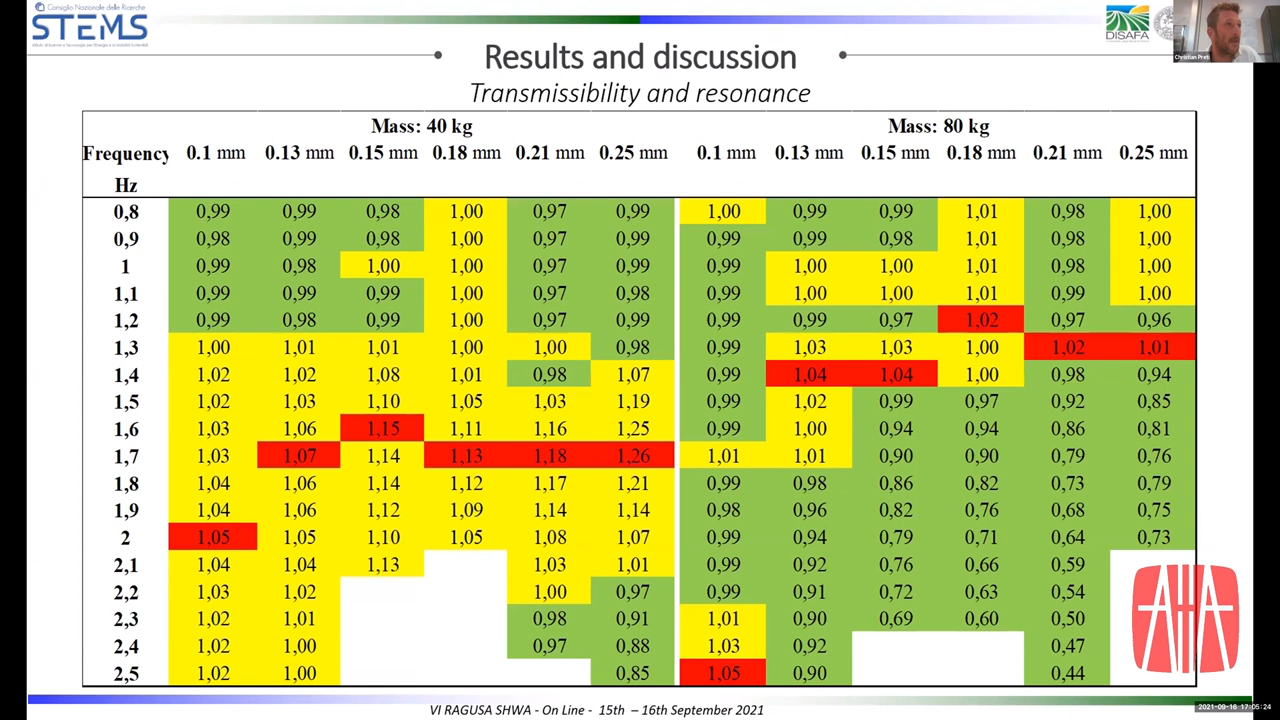 Consiglio Nazionale delle Ricerche
STEMS
DISAFA
Christian Preti
Results and discussion
Transmissibility and resonance
Mass: 40 kg Mass: 80 kg
Frequency 0.1 mm 0.13 mm 0.15 mm 0.18 mm 0.21 mm 0.25 mm 0.1 mm 0.13 mm 0.15 mm 0.18 mm 0.21 mm 0.25 mm
Hz
0,8 0,99 0,99 0,98 1,00 0,97 0,99 1,00 0,99 0,99 1,01 0,98 1,00
0,9 0,98 0,99 0,98 1,00 0,97 0,99 0,99 0,99 0,98 1,01 0,98 1,00
1 0,99 0,98 1,00 1,00 0,97 0,99 0,99 1,00 1,00 1,01 0,98 1,00
1,1 0,99 0,99 0,99 1,00 0,97 0,98 0,99 1,00 1,00 1,01 0,99 1,00
1,2 0,99 0,98 0,99 1,00 0,97 0,99 0,99 0,99 0,97 1,02 0,97 0,96
1,3 1,00 1,01 1,01 1,00 1,00 0,98 0,99 1,03 1,03 1,00 1,02 1,01
1,4 1,02 1,02 1,08 1,01 0,98 1,07 0,99 1,04 1,04 1,00 0,98 0,94
1,5 1,02 1,03 1,10 1,05 1,03 1,19 0,99 1,02 0,99 0,97 0,92 0,85
1,6 1,03 1,06 1,15 1,11 1,16 1,25 0,99 1,00 0,94 0,94 0,86 0,81
1,7 1,03 1,07 1,14 1,13 1,18 1,26 1,01 1,01 0,90 0,90 0,79 0,76
1,8 1,04 1,06 1,14 1,12 1,17 1,21 0,99 0,98 0,86 0,82 0,73 0,79
1,9 1,04 1,06 1,12 1,09 1,14 1,14 0,98 0,96 0,82 0,76 0,68 0,75
2 1,05 1,05 1,10 1,05 1,08 1,07 0,99 0,94 0,79 0,71 0,64 0,73
2,1 1,04 1,04 1,13 1,03 1,01 0,99 0,92 0,76 0,66 0,59
2,2 1,03 1,02 1,00 0,97 0,99 0,91 0,72 0,63 0,54
2,3 1,02 1,01 0,98 0,91 1,01 0,90 0,69 0,60 0,50
2,4 1,02 1,00 0,97 0,88 1,03 0,92 0,47
2,5 1,02 1,00 0,85 1,05 0,90 0,44
AHA
VI RAGUSA SHWA - On Line - 15th – 16th September 2021
2021-09-16 17:05:24